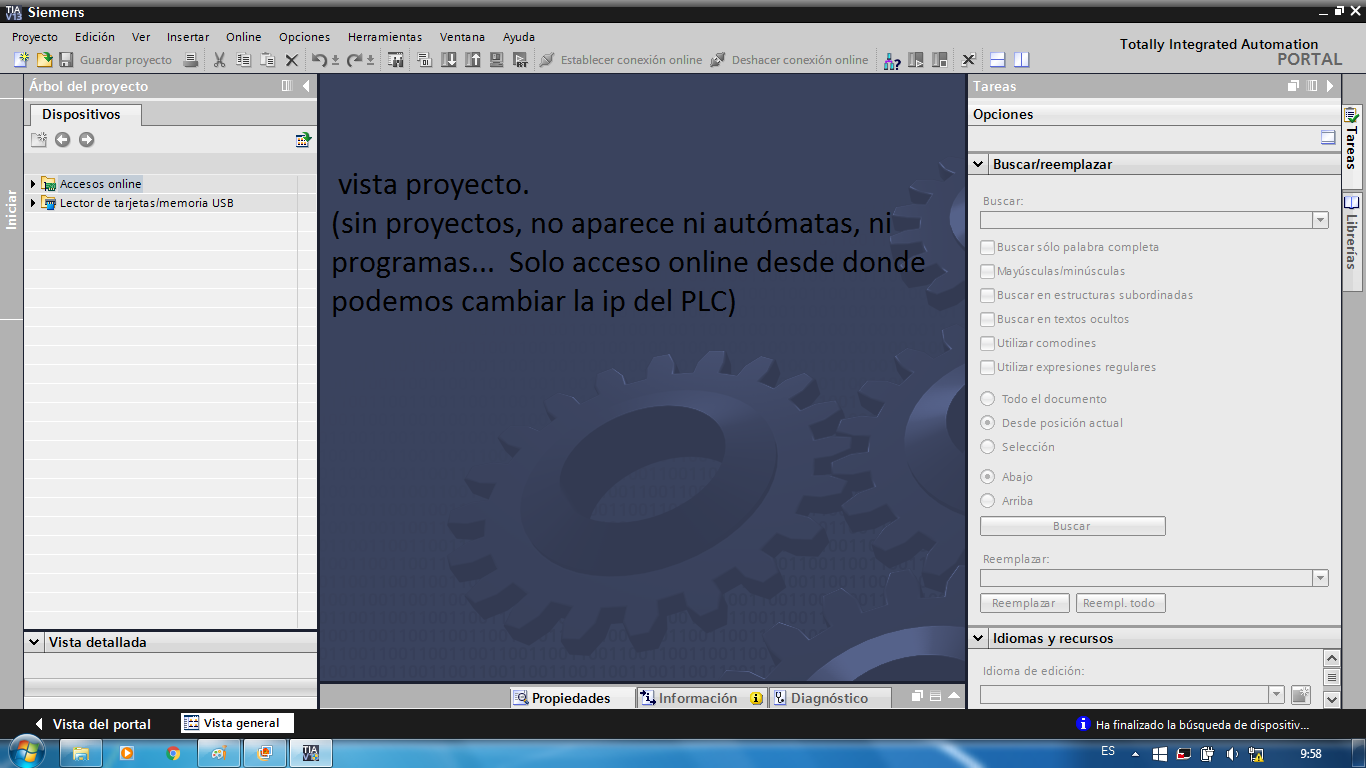 TIA V13 Siemens
Proyecto Edición Ver Insertar Online Opciones Herramientas Ventana Ayuda
Totally Integrated Automation
PORTAL
Guardar proyecto Establecer conexión online Deshacer conexión online
Iniciar
Árbol del proyecto
Dispositivos
Accesos online
Lector de tarjetas/memoria USB
Vista detallada
vista proyecto.
(sin proyectos, no aparece ni autómatas, ni
programas... Solo acceso online desde donde
podemos cambiar la ip del PLC)
Propiedades Información Diagnóstico
Tareas
Opciones
Buscar/reemplazar
Buscar:
Buscar sólo palabra completa
Mayúsculas/minúsculas
Buscar en estructuras subordinadas
Buscar en textos ocultos
Utilizar comodines
Utilizar expresiones regulares
Todo el documento
Desde posición actual
Selección
Abajo
Arriba
Buscar
Reemplazar:
Reemplazar Reempl. todo
Idiomas y recursos
Idioma de edición:
Tareas
Librerías
Vista del portal Vista general Ha finalizado la búsqueda de dispositiv...
TIA V13 ES 9:58